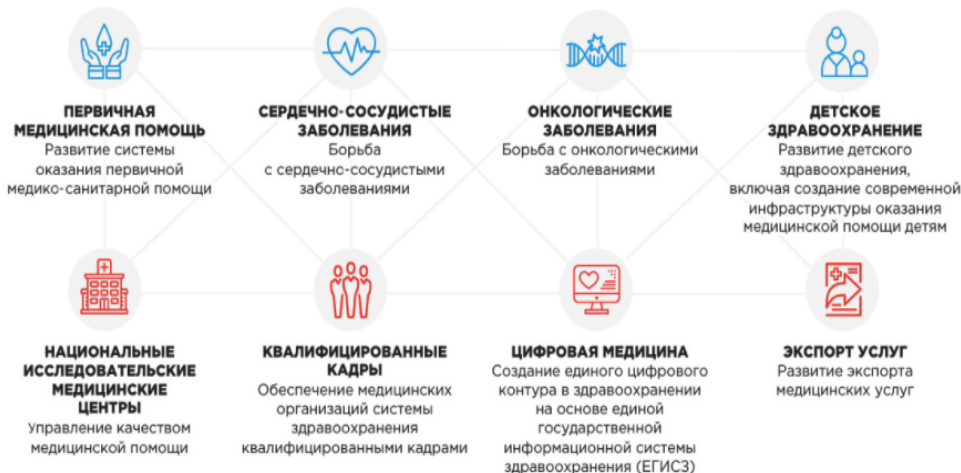 ПЕРВИЧНАЯ
МЕДИЦИНСКАЯ ПОМОЩЬ
Развитие системы
оказания первичной
медико-санитарной помощи
СЕРДЕЧНО-СОСУДИСТЫЕ
ЗАБОЛЕВАНИЯ
Борьба
с сердечно-сосудистыми
заболеваниями
ОНКОЛОГИЧЕСКИЕ
ЗАБОЛЕВАНИЯ
Борьба с онкологическими
заболеваниями
ДЕТСКОЕ
ЗДРАВООХРАНЕНИЕ
Развитие детского
здравоохранения,
включая создание современной
инфраструктуры оказания
медицинской помощи детям
НАЦИОНАЛЬНЫЕ
ИССЛЕДОВАТЕЛЬСКИЕ
МЕДИЦИНСКИЕ
ЦЕНТРЫ
Управление качеством
медицинской помощи
КВАЛИФИЦИРОВАННЫЕ
КАДРЫ
Обеспечение медицинских
организаций системы
здравоохранения
квалифицированными кадрами
ЦИФРОВАЯ МЕДИЦИНА
Создание единого цифрового
контура в здравоохранении
на основе единой
государственной
информационной системы
здравоохранения (ЕГИСЗ)
ЭКСПОРТ УСЛУГ
Развитие экспорта
медицинских услуг